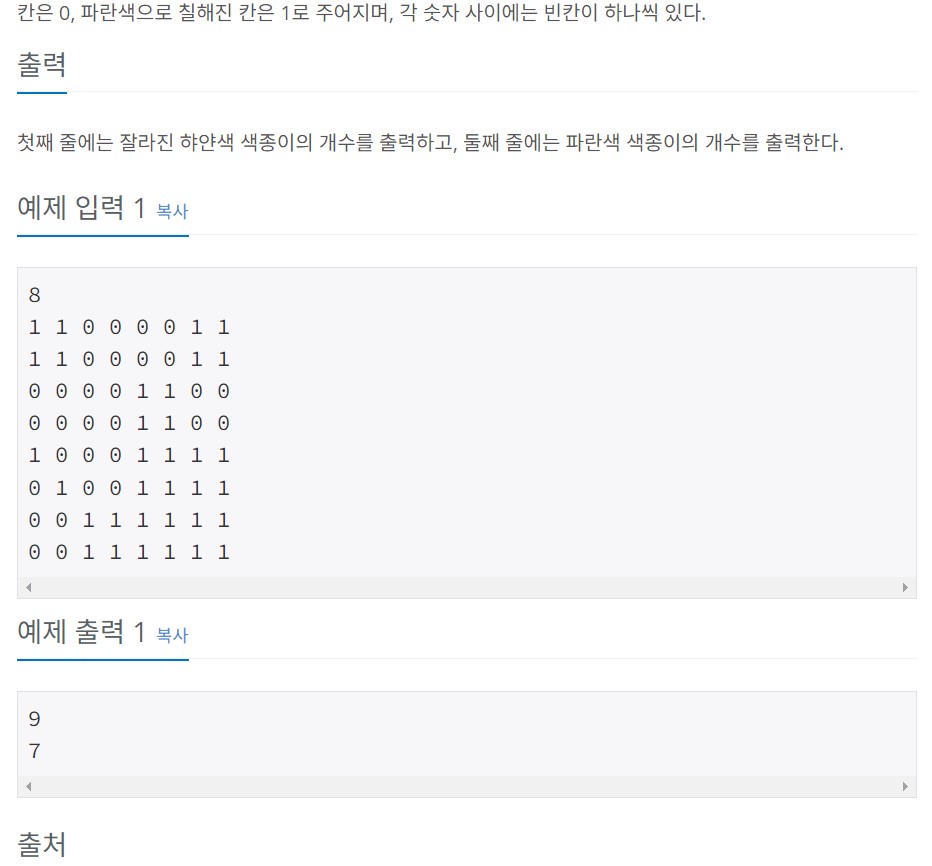 칸은 0, 파란색으로 칠해진 칸은 1로 주어지며, 각 숫자 사이에는 빈칸이 하나씩 있다.
출력
첫째 줄에는 잘라진 햐얀색 색종이의 개수를 출력하고, 둘째 줄에는 파란색 색종이의 개수를 출력한다.
예제 입력 1 복사
8
1 1 0 0 0 0 1 1
1 1 0 0 0 0 1 1
0 0 0 0 1 1 0 0
0 0 0 0 1 1 0 0
1 0 0 0 1 1 1 1
0 1 0 0 1 1 1 1
0 0 1 1 1 1 1 1
0 0 1 1 1 1 1 1
예제 출력 1 복사
9
7
출처